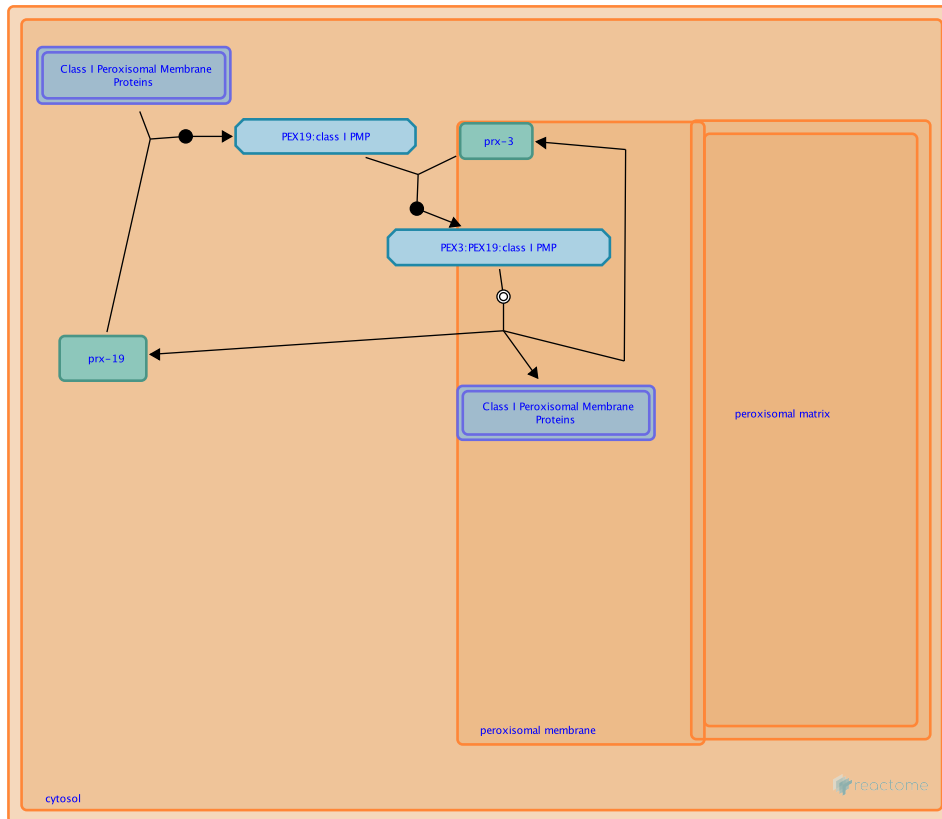 Class I Peroxisomal Membrane
Proteins
PEX19:class I PMP
prx-3
PEX3:PEX19:class I PMP
prx-19
Class I Peroxisomal Membrane
Proteins
peroxisomal matrix
peroxisomal membrane
reactome
cytosol